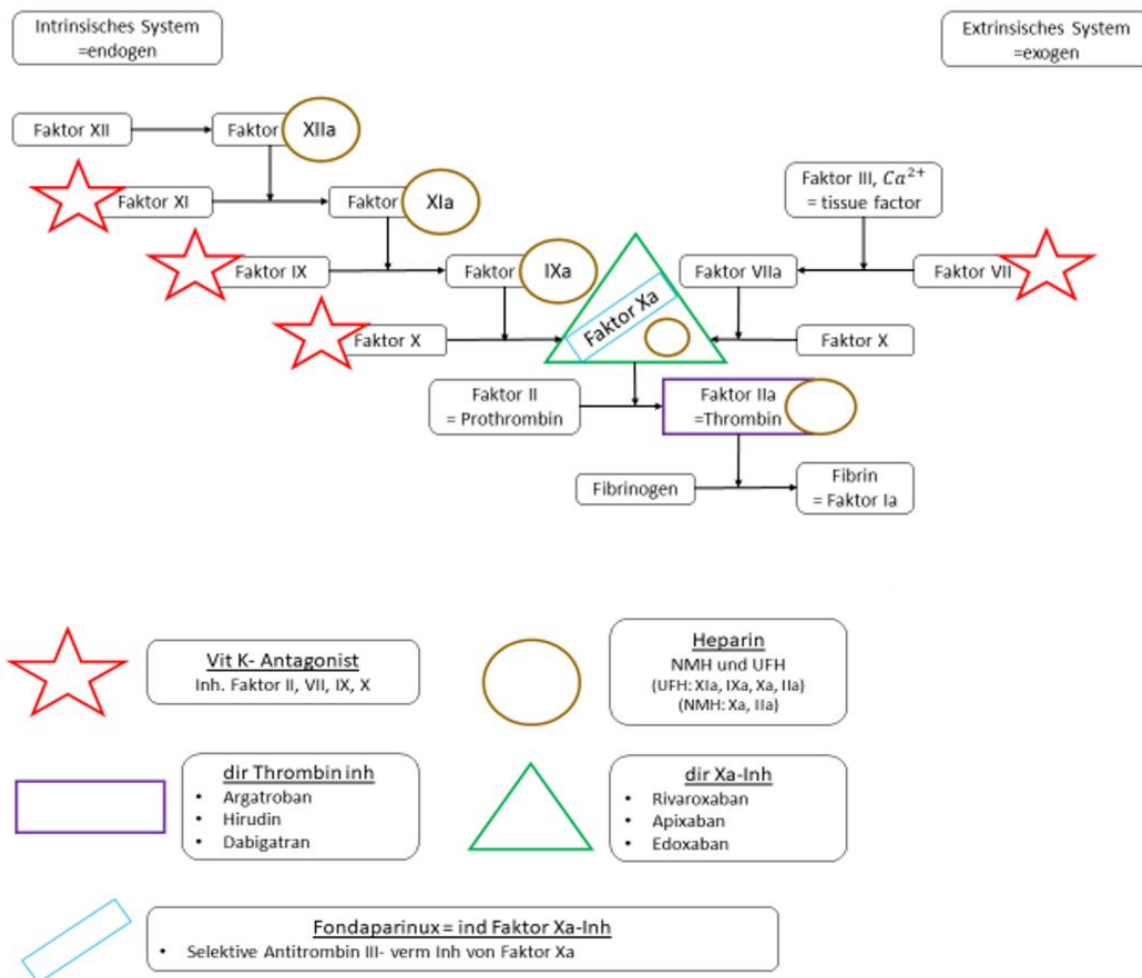 Intrinsisches System
=endogen
Extrinsisches System
=exogen
Faktor XII
Faktor XIIa
Faktor XI
Faktor XIa
Faktor III, Ca²⁺
= tissue factor
Faktor IX
Faktor IXa
Faktor Xa
Faktor VIIa
Faktor VII
Faktor X
Faktor X
Faktor II
= Prothrombin
Faktor IIa
=Thrombin
Fibrinogen
Fibrin
= Faktor Ia
Vit K- Antagonist
Inh. Faktor II, VII, IX, X
Heparin
NMH und UFH
(UFH: XIa, IXa, Xa, IIa)
(NMH: Xa, IIa)
dir Thrombin inh
• Argatroban
• Hirudin
• Dabigatran
dir Xa-Inh
• Rivaroxaban
• Apixaban
• Edoxaban
Fondaparinux= ind Faktor Xa-Inh
• Selektive Antitrombin III- verm Inh von Faktor Xa